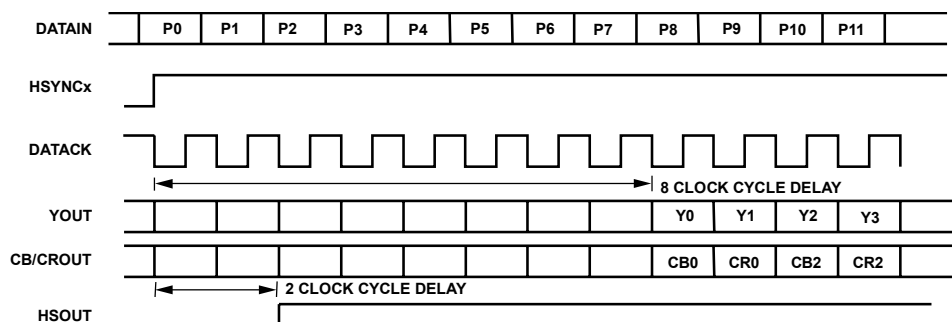 DATAIN P0 P1 P2 P3 P4 P5 P6 P7 P8 P9 P10 P11
HSYNCx
DATACK
8 CLOCK CYCLE DELAY
YOUT Y0 Y1 Y2 Y3
CB/CROUT CB0 CR0 CB2 CR2
2 CLOCK CYCLE DELAY
HSOUT